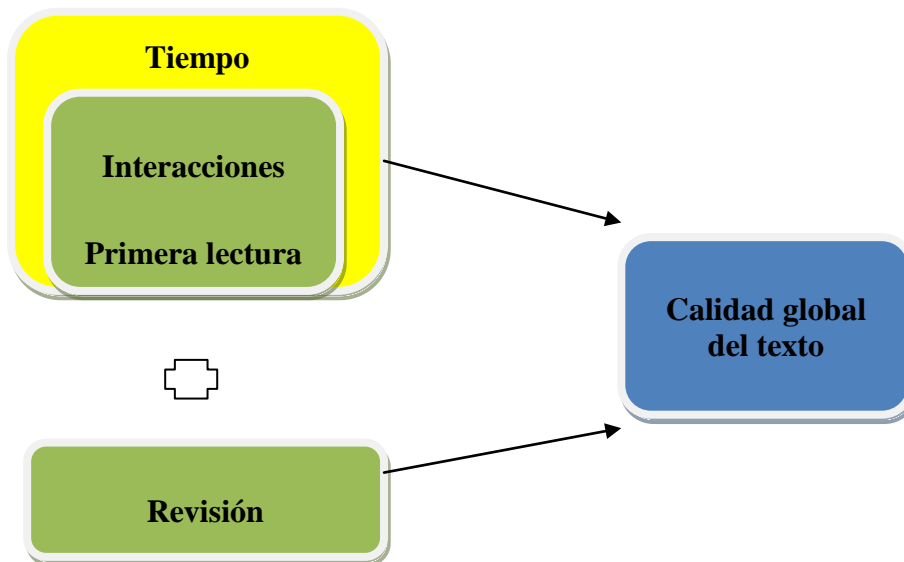 Tiempo
Interacciones
Primera lectura
Calidad global
del texto
Revisión